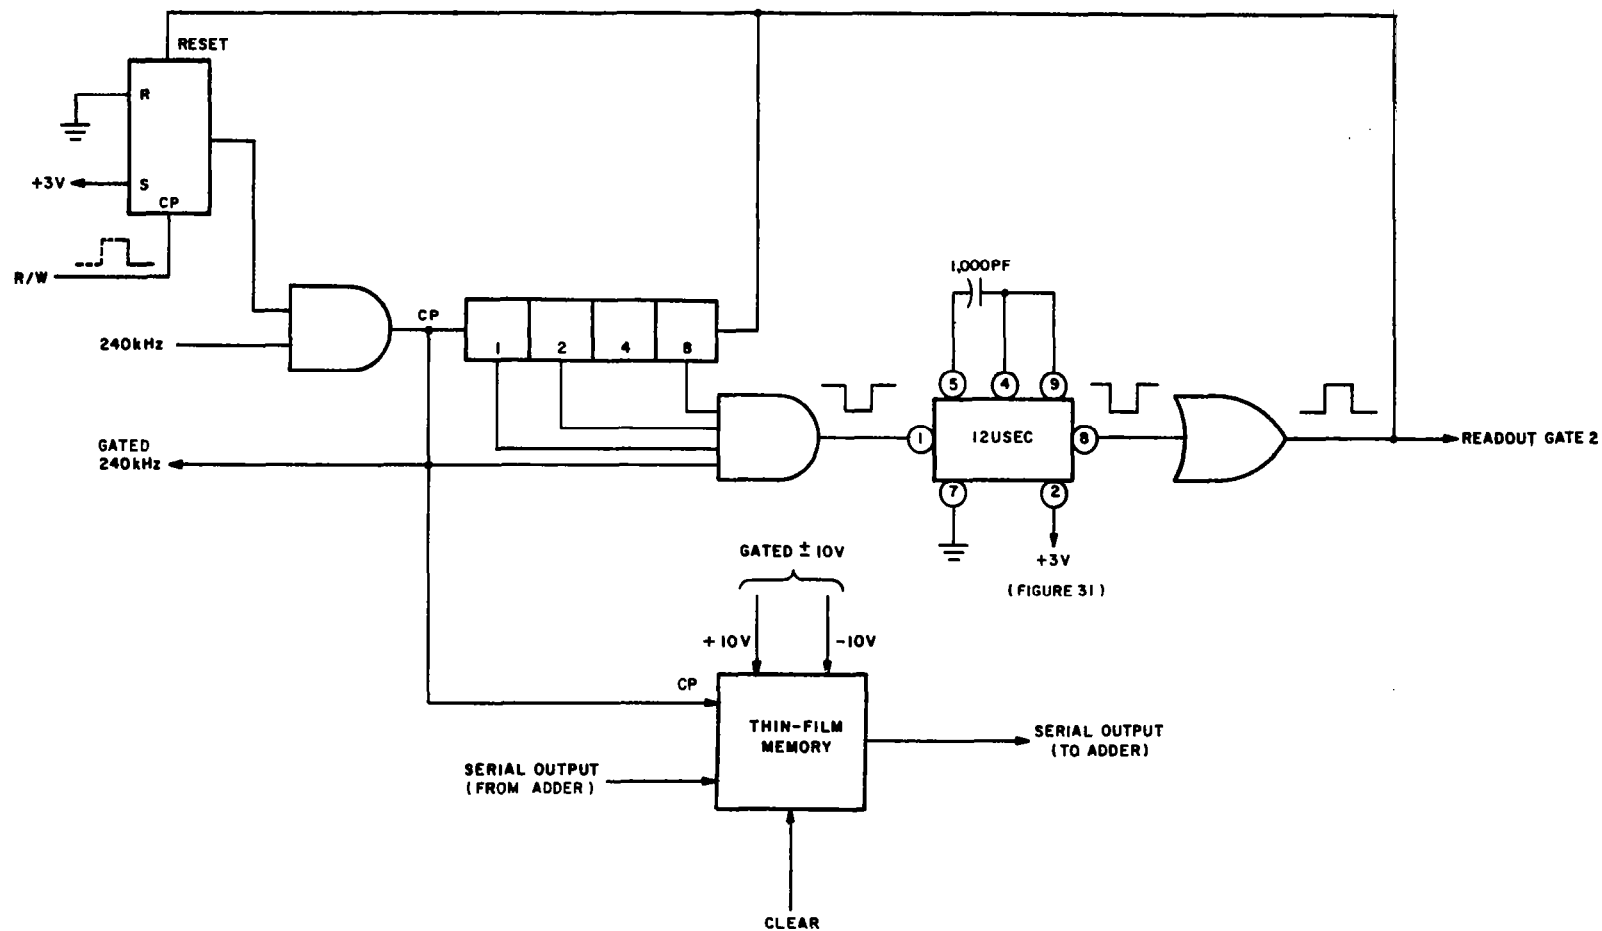 RESET
R
+3V
S
CP
R/W
240kHz
CP
1 2 4 8
1,000PF
5 4 9
1
12USEC
8
7
2
READOUT GATE 2
GATED
240kHz
+3V
(FIGURE 31)
GATED ± 10V
+10V
-10V
CP
THIN-FILM
MEMORY
SERIAL OUTPUT
(TO ADDER)
SERIAL OUTPUT
(FROM ADDER)
CLEAR